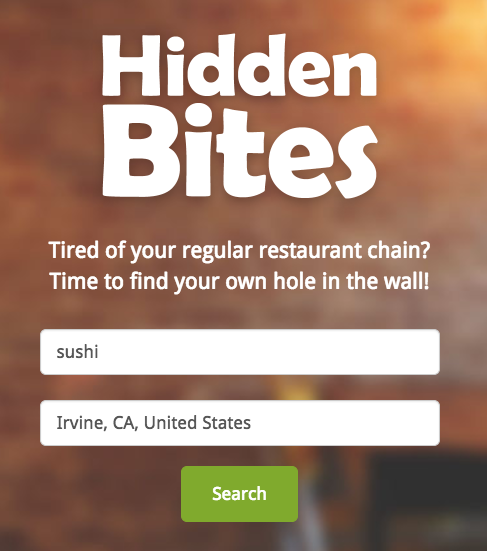 Hidden
Bites
Tired of your regular restaurant chain?
Time to find your own hole in the wall!
sushi
Irvine, CA, United States
Search